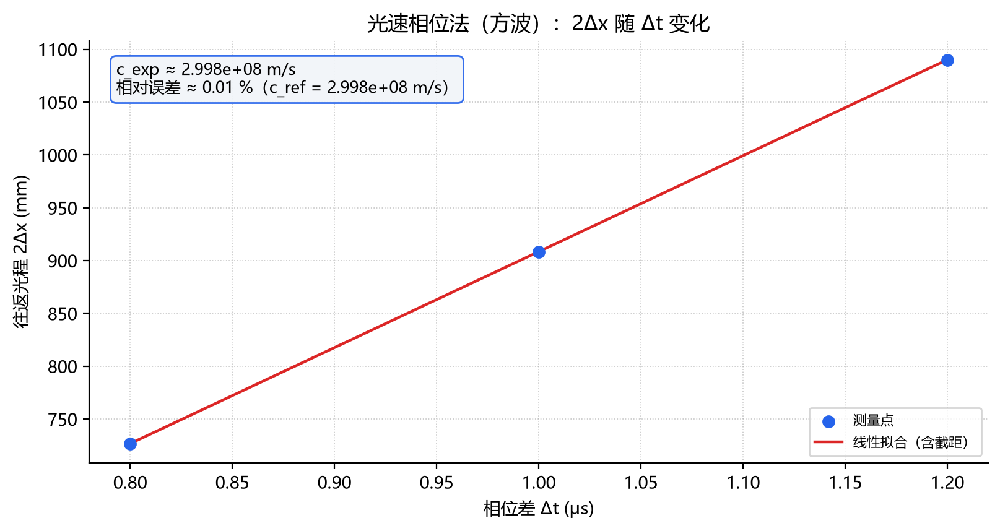 光速相位法（方波）：2Δx 随 Δt 变化
c_exp ≈ 2.998e+08 m/s
相对误差 ≈ 0.01 %（c_ref = 2.998e+08 m/s）
往返光程 2Δx (mm)
1100
1050
1000
950
900
850
800
750
测量点
线性拟合（含截距）
0.80 0.85 0.90 0.95 1.00 1.05 1.10 1.15 1.20
相位差 Δt (μs)